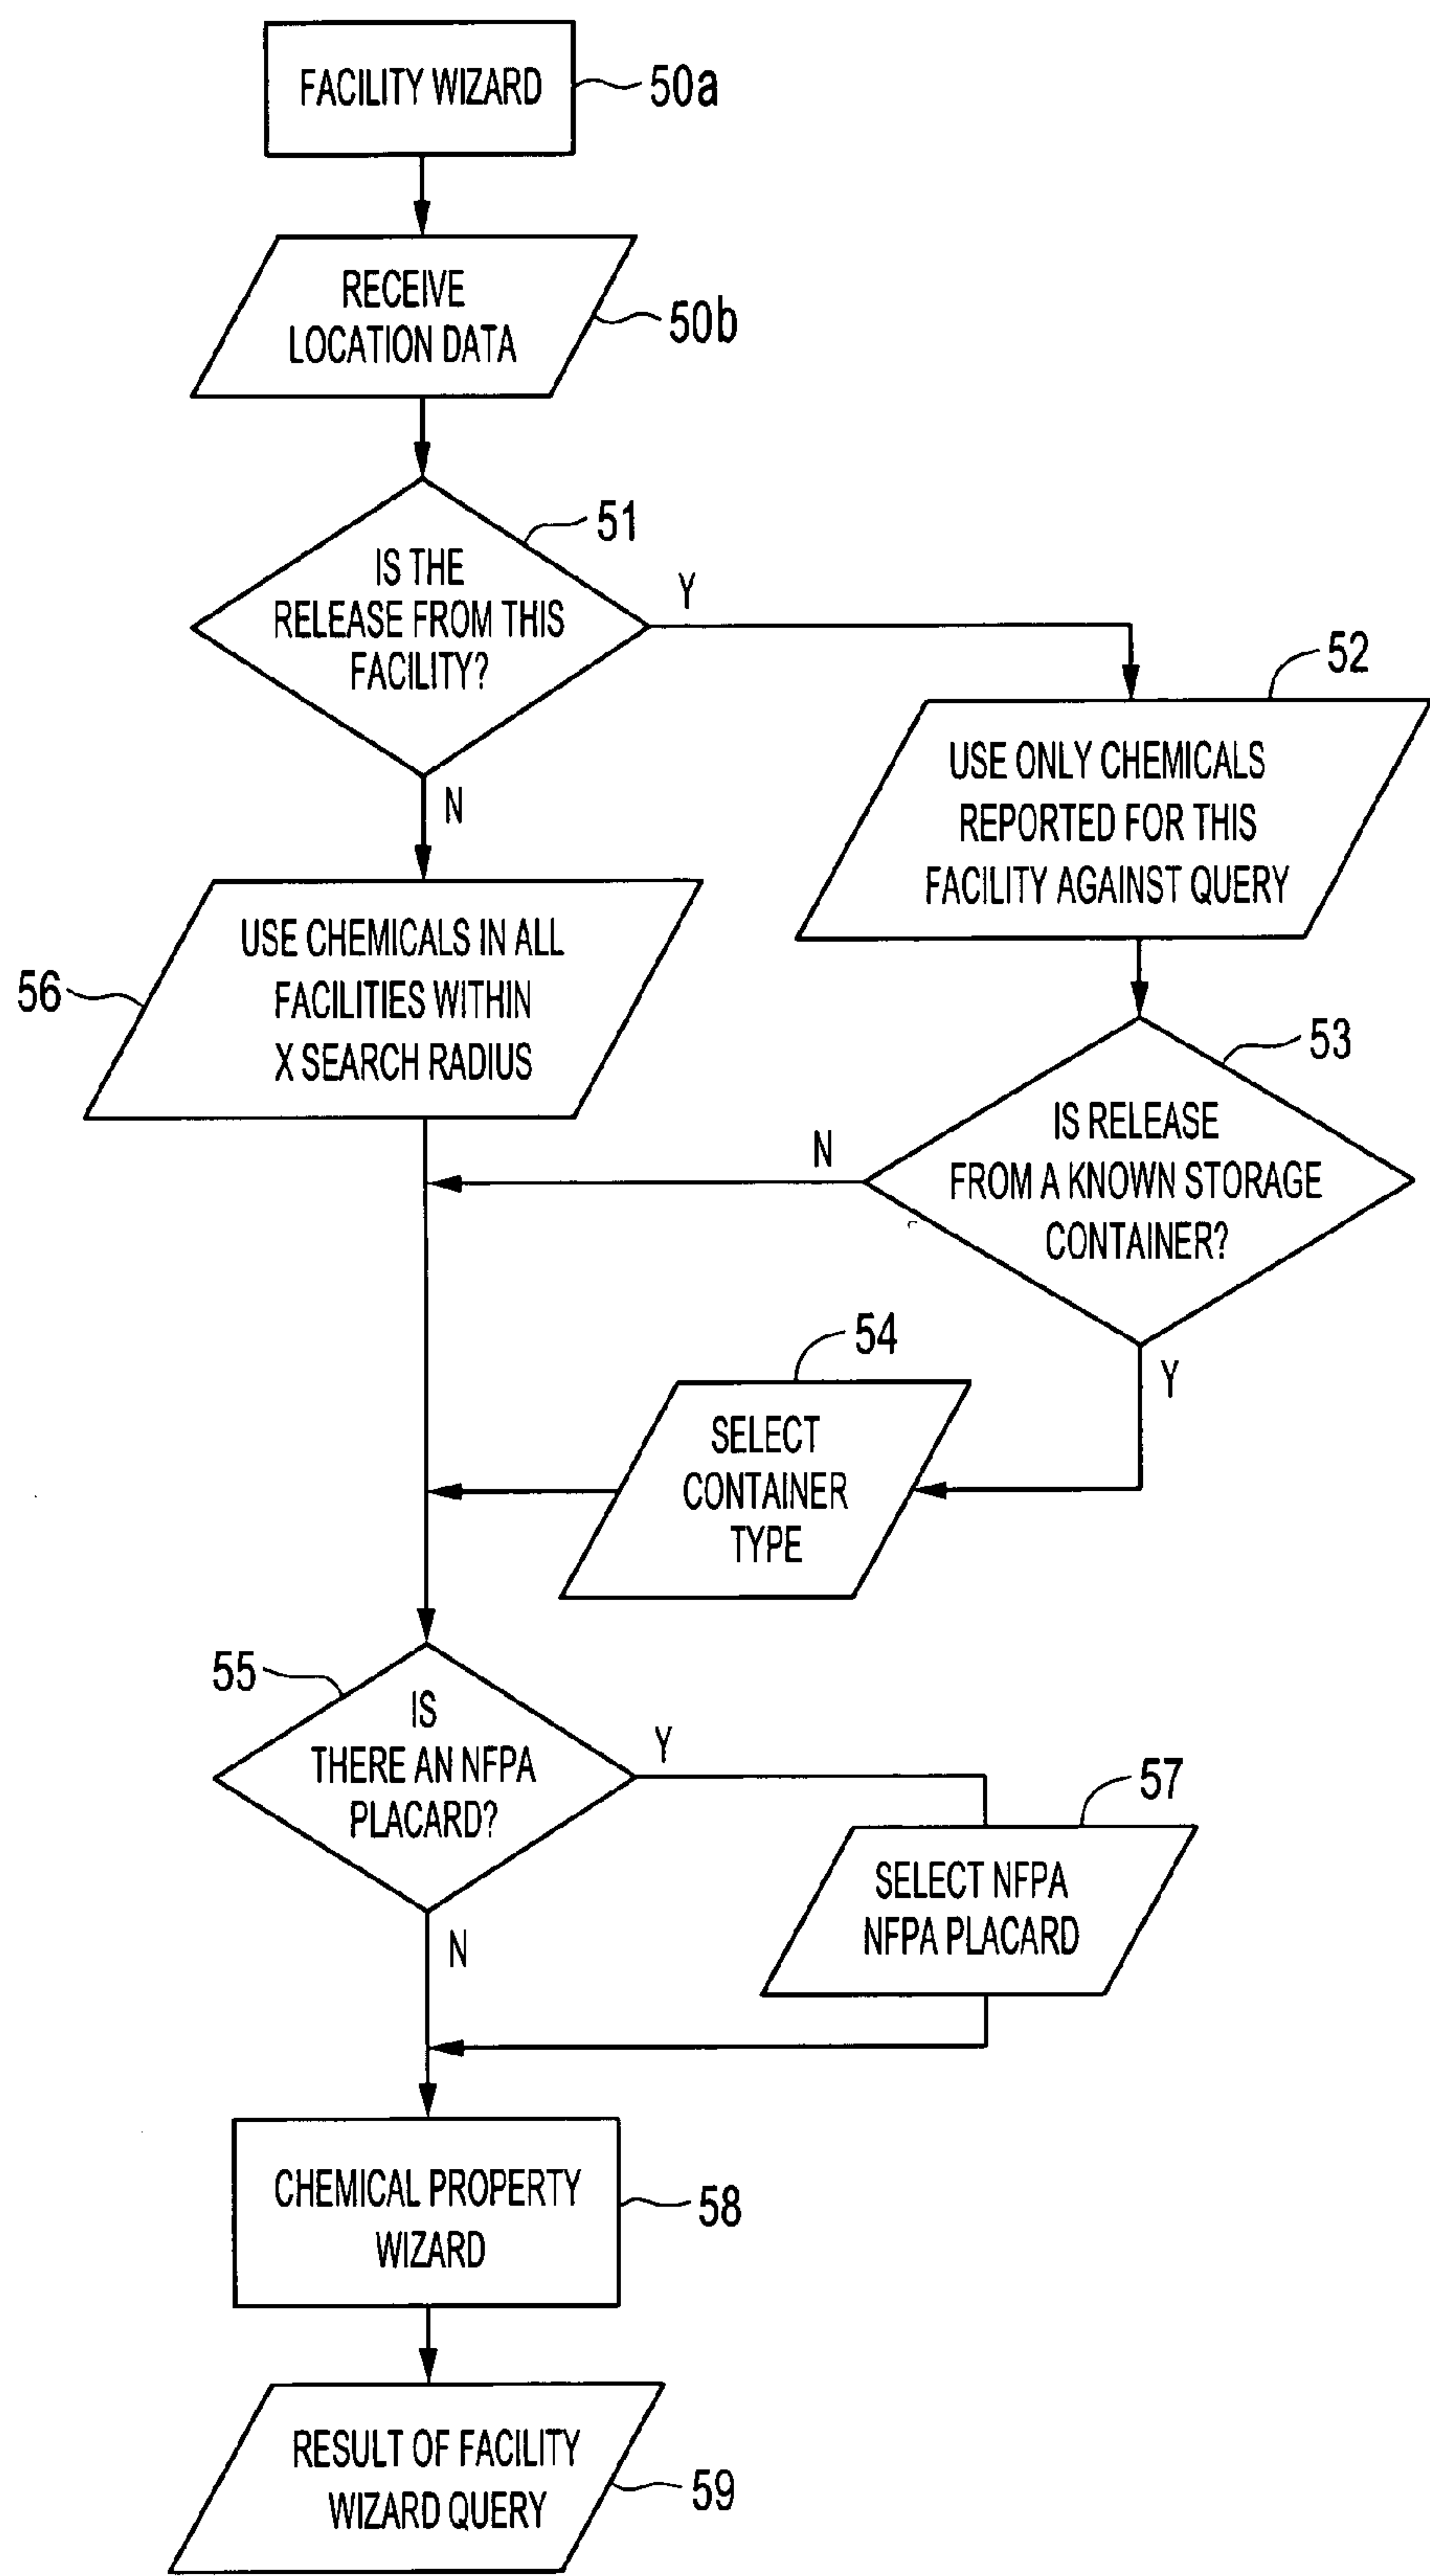 FACILITY WIZARD
50a
RECEIVE
LOCATION DATA
50b
51
IS THE
RELEASE FROM THIS
FACILITY?
Y
N
52
USE ONLY CHEMICALS
REPORTED FOR THIS
FACILITY AGAINST QUERY
56
USE CHEMICALS IN ALL
FACILITIES WITHIN
X SEARCH RADIUS
53
IS RELEASE
FROM A KNOWN STORAGE
CONTAINER?
N
Y
54
SELECT
CONTAINER
TYPE
55
IS
THERE AN NFPA
PLACARD?
Y
N
57
SELECT NFPA
NFPA PLACARD
CHEMICAL PROPERTY
WIZARD
58
RESULT OF FACILITY
WIZARD QUERY
59